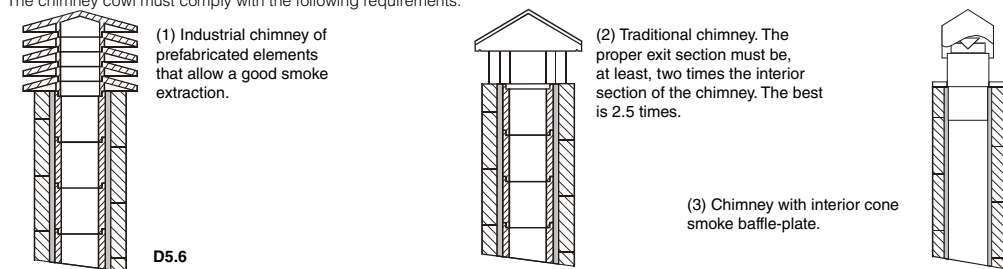 The chimney cowl must comply with the following requirements:
(1) Industrial chimney of
prefabricated elements
that allow a good smoke
extraction.
(2) Traditional chimney. The
proper exit section must be,
at least, two times the interior
section of the chimney. The best
is 2.5 times.
(3) Chimney with interior cone
smoke baffle-plate.
D5.6